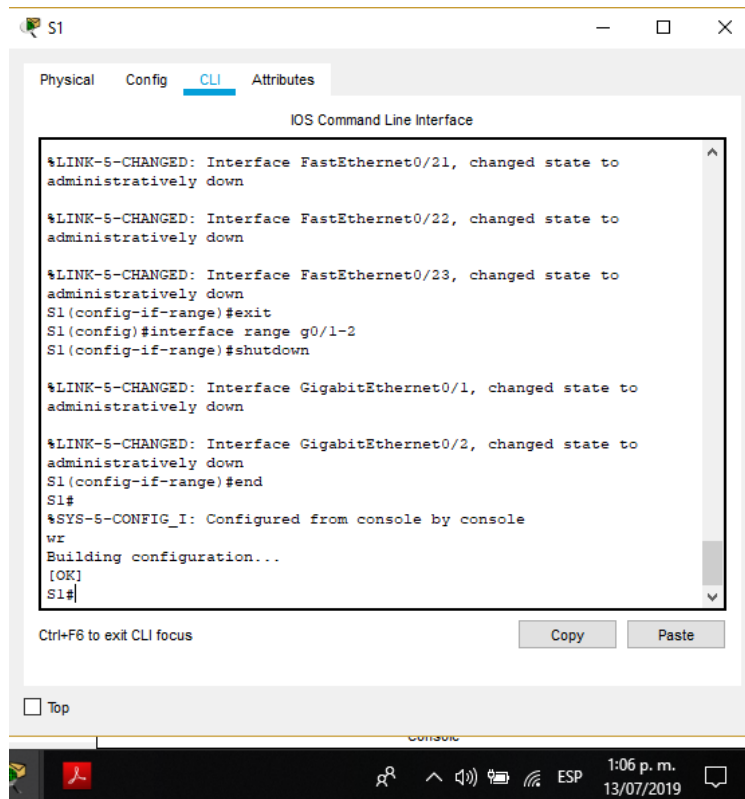 S1
Physical Config CLI Attributes
IOS Command Line Interface
%LINK-5-CHANGED: Interface FastEthernet0/21, changed state to
administratively down
%LINK-5-CHANGED: Interface FastEthernet0/22, changed state to
administratively down
%LINK-5-CHANGED: Interface FastEthernet0/23, changed state to
administratively down
S1(config-if-range)#exit
S1(config)#interface range g0/1-2
S1(config-if-range)#shutdown
%LINK-5-CHANGED: Interface GigabitEthernet0/1, changed state to
administratively down
%LINK-5-CHANGED: Interface GigabitEthernet0/2, changed state to
administratively down
S1(config-if-range)#end
S1#
%SYS-5-CONFIG_I: Configured from console by console
wr
Building configuration...
[OK]
S1#
Ctrl+F6 to exit CLI focus Copy Paste
Top
Console
ESP 1:06 p. m.
13/07/2019